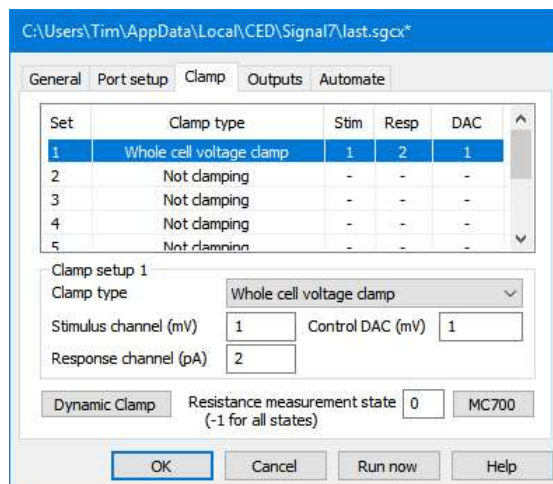 C:\Users\Tim\AppData\Local\CED\Signal7\last.sgcx*
General Port setup Clamp Outputs Automate
Set Clamp type Stim Resp DAC
1 Whole cell voltage clamp 1 2 1
2 Not clamping - - -
3 Not clamping - - -
4 Not clamping - - -
5 Not clamping - - -
Clamp setup 1
Clamp type Whole cell voltage clamp
Stimulus channel (mV) 1 Control DAC (mV) 1
Response channel (pA) 2
Dynamic Clamp Resistance measurement state 0 MC700
(-1 for all states)
OK Cancel Run now Help